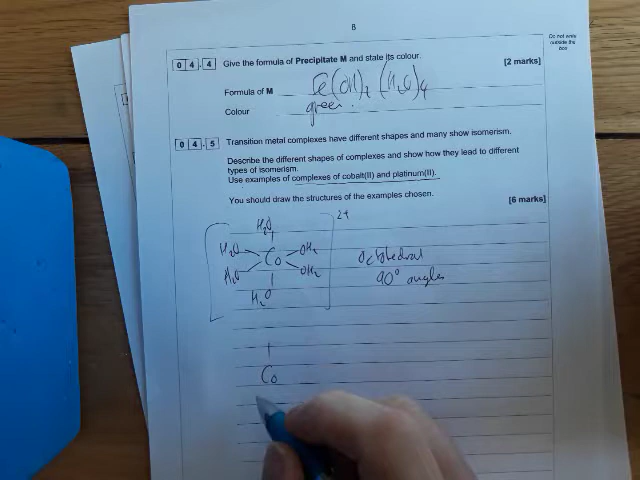 8
Do not write
outside the
box
0 4 . 4 Give the formula of Precipitate M and state its colour.
[2 marks]
Formula of M Fe(OH)2 (H2O)4
Colour green.
0 4 . 5 Transition metal complexes have different shapes and many show isomerism.
Describe the different shapes of complexes and show how they lead to different
types of isomerism.
Use examples of complexes of cobalt(II) and platinum(II).
You should draw the structures of the examples chosen.
[6 marks]
2+
H2O
H2O Co OH2
H2O OH2
H2O
Octahedral
90° angles
Co